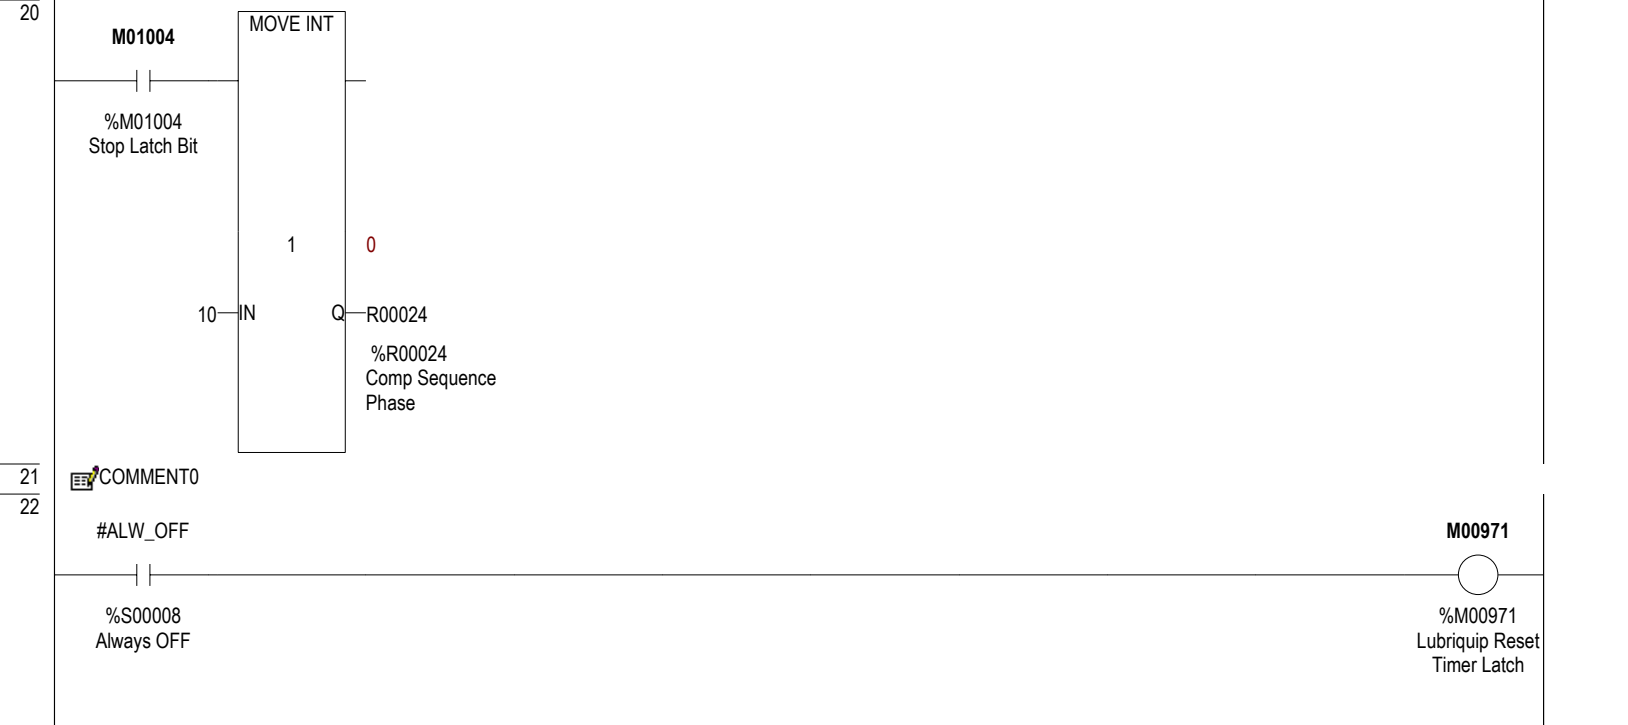 20
MOVE INT
M01004
%M01004
Stop Latch Bit
1 0
10 IN Q R00024
%R00024
Comp Sequence
Phase
21 COMMENT0
22
#ALW_OFF M00971
%S00008 %M00971
Always OFF Lubriquip Reset
Timer Latch